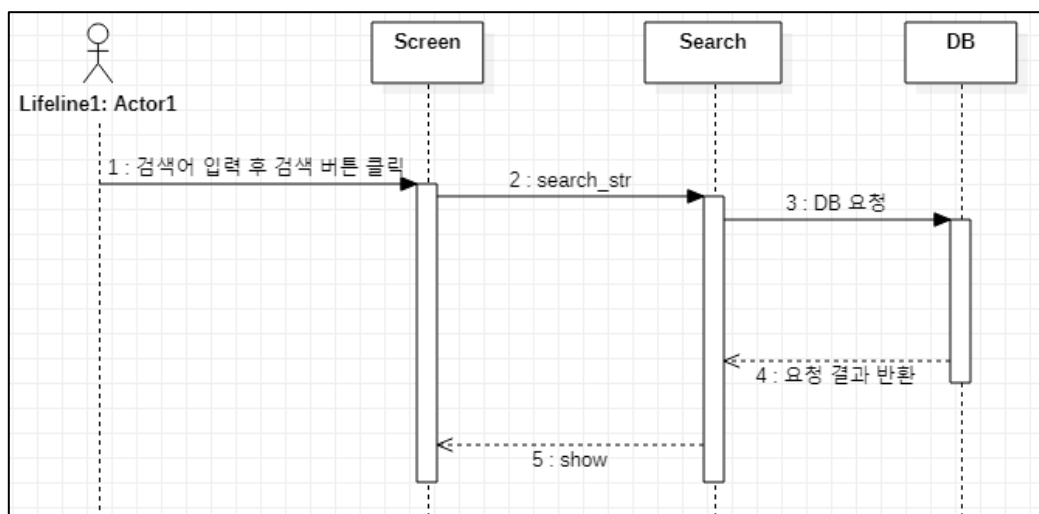 Screen
Search
DB
Lifeline1: Actor1
1 : 검색어 입력 후 검색 버튼 클릭
2 : search_str
3 : DB 요청
4 : 요청 결과 반환
5 : show